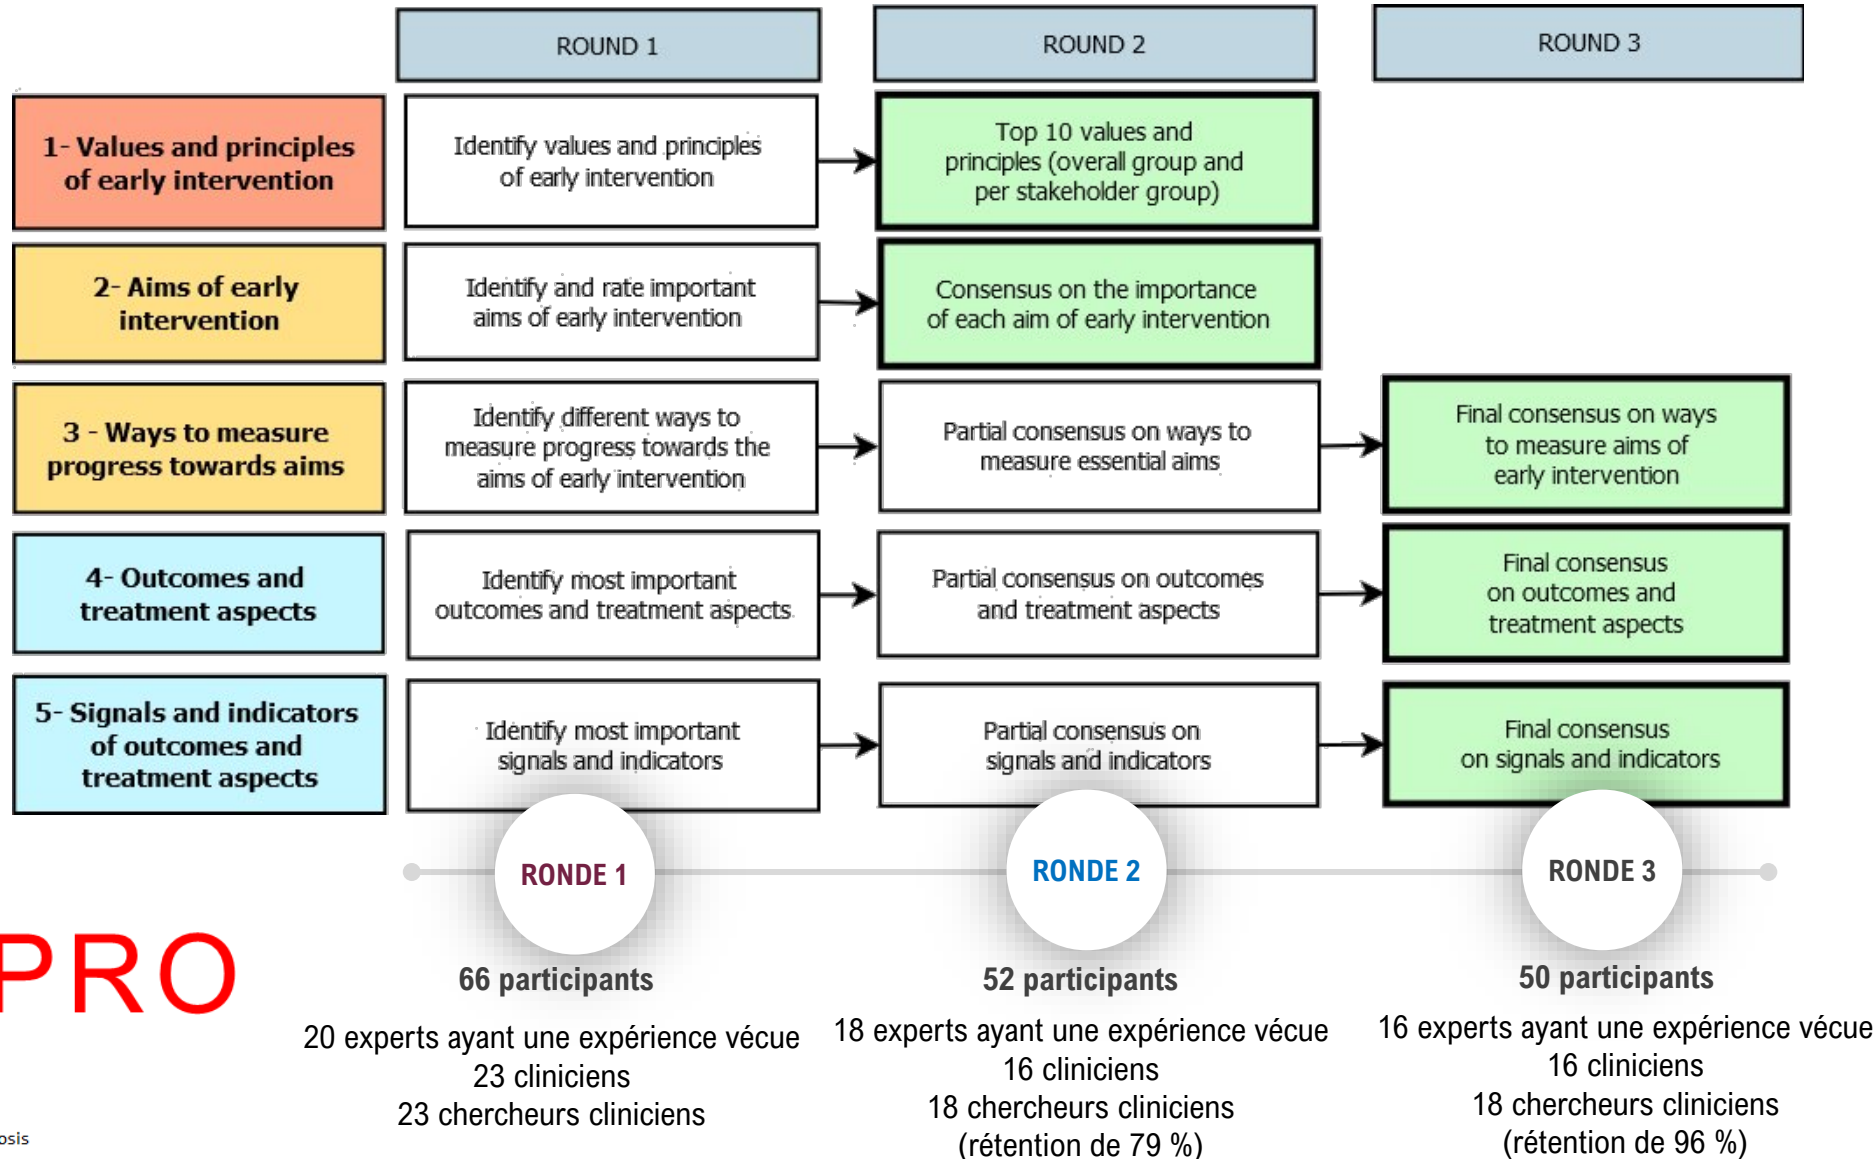 ROUND 1
ROUND 2
ROUND 3
1- Values and principles
of early intervention
Identify values and principles
of early intervention
Top 10 values and
principles (overall group and
per stakeholder group)
2- Aims of early
intervention
Identify and rate important
aims of early intervention
Consensus on the importance
of each aim of early intervention
3 - Ways to measure
progress towards aims
Identify different ways to
measure progress towards the
aims of early intervention
Partial consensus on ways to
measure essential aims
Final consensus on ways
to measure aims of
early intervention
4- Outcomes and
treatment aspects
Identify most important
outcomes and treatment aspects
Partial consensus on outcomes
and treatment aspects
Final consensus
on outcomes and
treatment aspects
5- Signals and indicators
of outcomes and
treatment aspects
Identify most important
signals and indicators
Partial consensus on
signals and indicators
Final consensus
on signals and indicators
RONDE 1
RONDE 2
RONDE 3
PRO
66 participants
20 experts ayant une expérience vécue
23 cliniciens
23 chercheurs cliniciens
52 participants
18 experts ayant une expérience vécue
16 cliniciens
18 chercheurs cliniciens
(rétention de 79 %)
50 participants
16 experts ayant une expérience vécue
16 cliniciens
18 chercheurs cliniciens
(rétention de 96 %)
osis